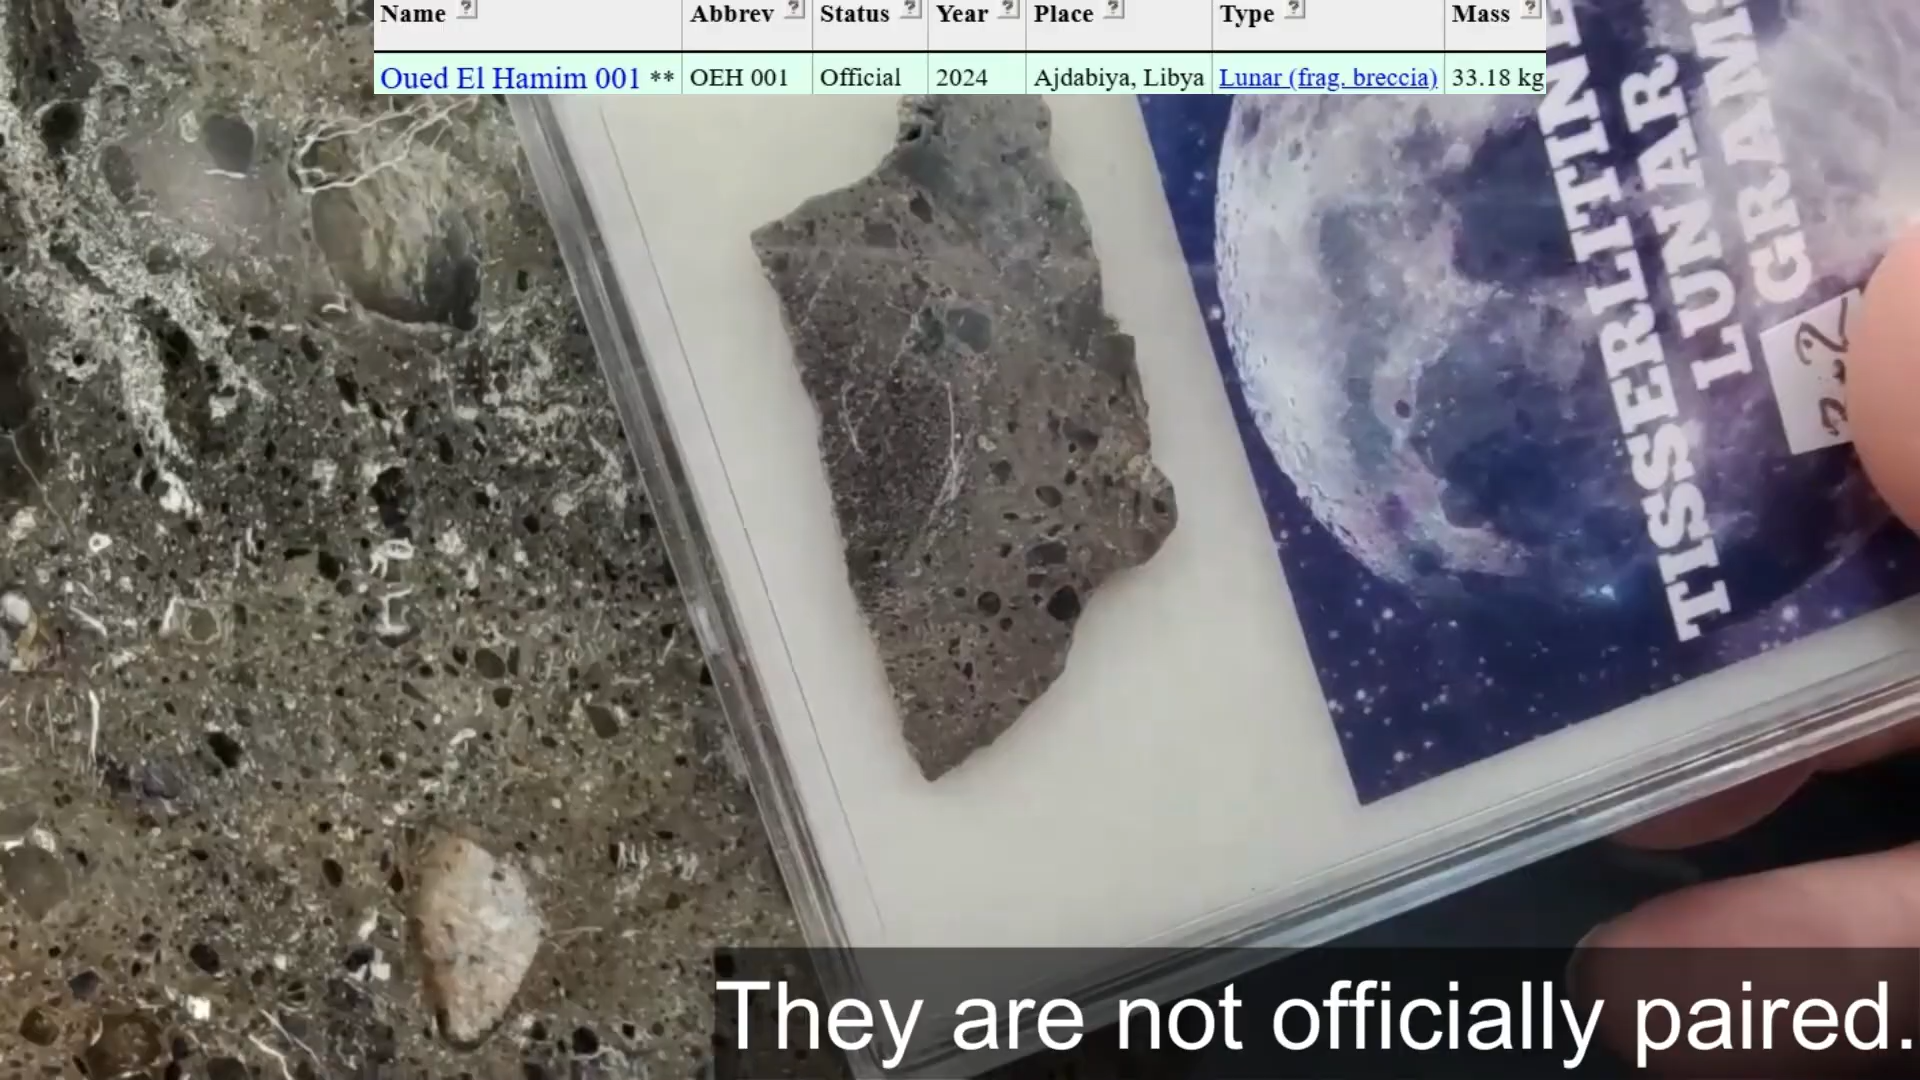 Name ? Abbrev ? Status ? Year ? Place ? Type ? Mass ?
Oued El Hamim 001 ** OEH 001 Official 2024 Ajdabiya, Libya Lunar (frag. breccia) 33.18 kg
TISSERLITINE
LUNAR
GRAM
They are not officially paired.